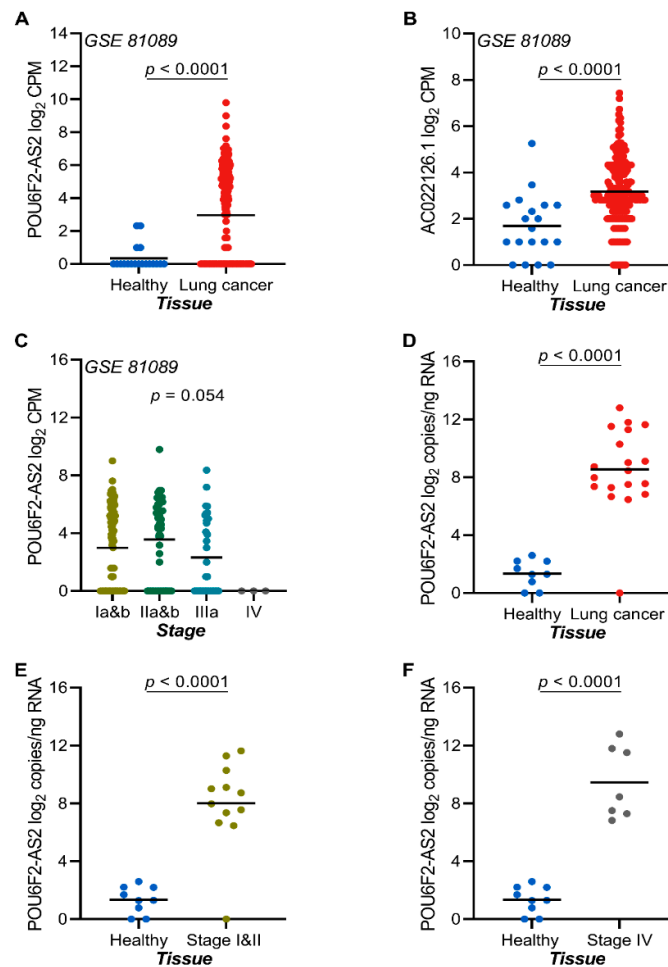 A
GSE 81089
p < 0.0001
POU6F2-AS2 log2 CPM
14
12
10
8
6
4
2
0
Healthy Lung cancer
Tissue
B
GSE 81089
p < 0.0001
AC022126.1 log2 CPM
10
8
6
4
2
0
Healthy Lung cancer
Tissue
C
GSE 81089
p = 0.054
POU6F2-AS2 log2 CPM
16
12
8
4
0
Ia&b IIa&b IIIa IV
Stage
D
p < 0.0001
POU6F2-AS2 log2 copies/ng RNA
16
12
8
4
0
Healthy Lung cancer
Tissue
E
p < 0.0001
POU6F2-AS2 log2 copies/ng RNA
16
12
8
4
0
Healthy Stage I&II
Tissue
F
p < 0.0001
POU6F2-AS2 log2 copies/ng RNA
16
12
8
4
0
Healthy Stage IV
Tissue